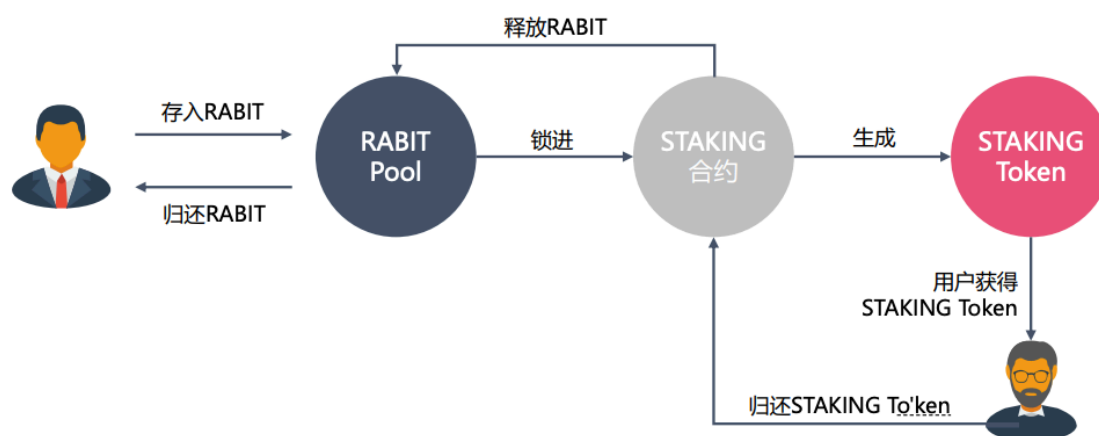 释放RABIT
存入RABIT
归还RABIT
RABIT
Pool
锁进
STAKING
合约
生成
STAKING
Token
用户获得
STAKING Token
归还STAKING To'ken